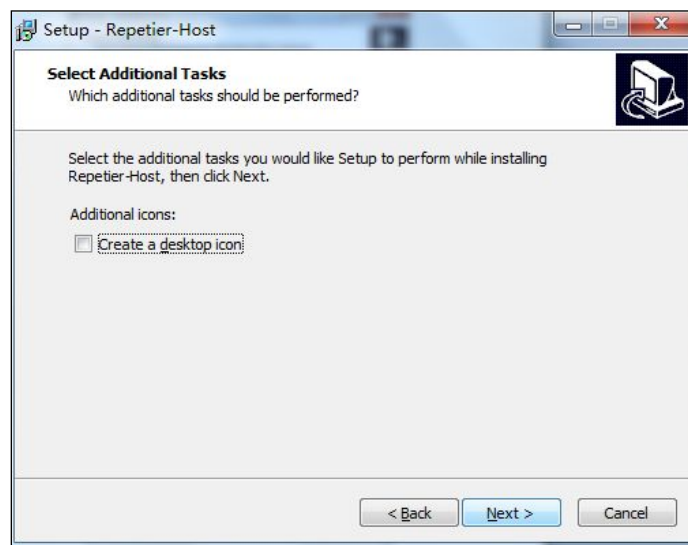 Setup - Repetier-Host
Select Additional Tasks
Which additional tasks should be performed?
Select the additional tasks you would like Setup to perform while installing
Repetier-Host, then click Next.
Additional icons:
Create a desktop icon
< Back
Next >
Cancel